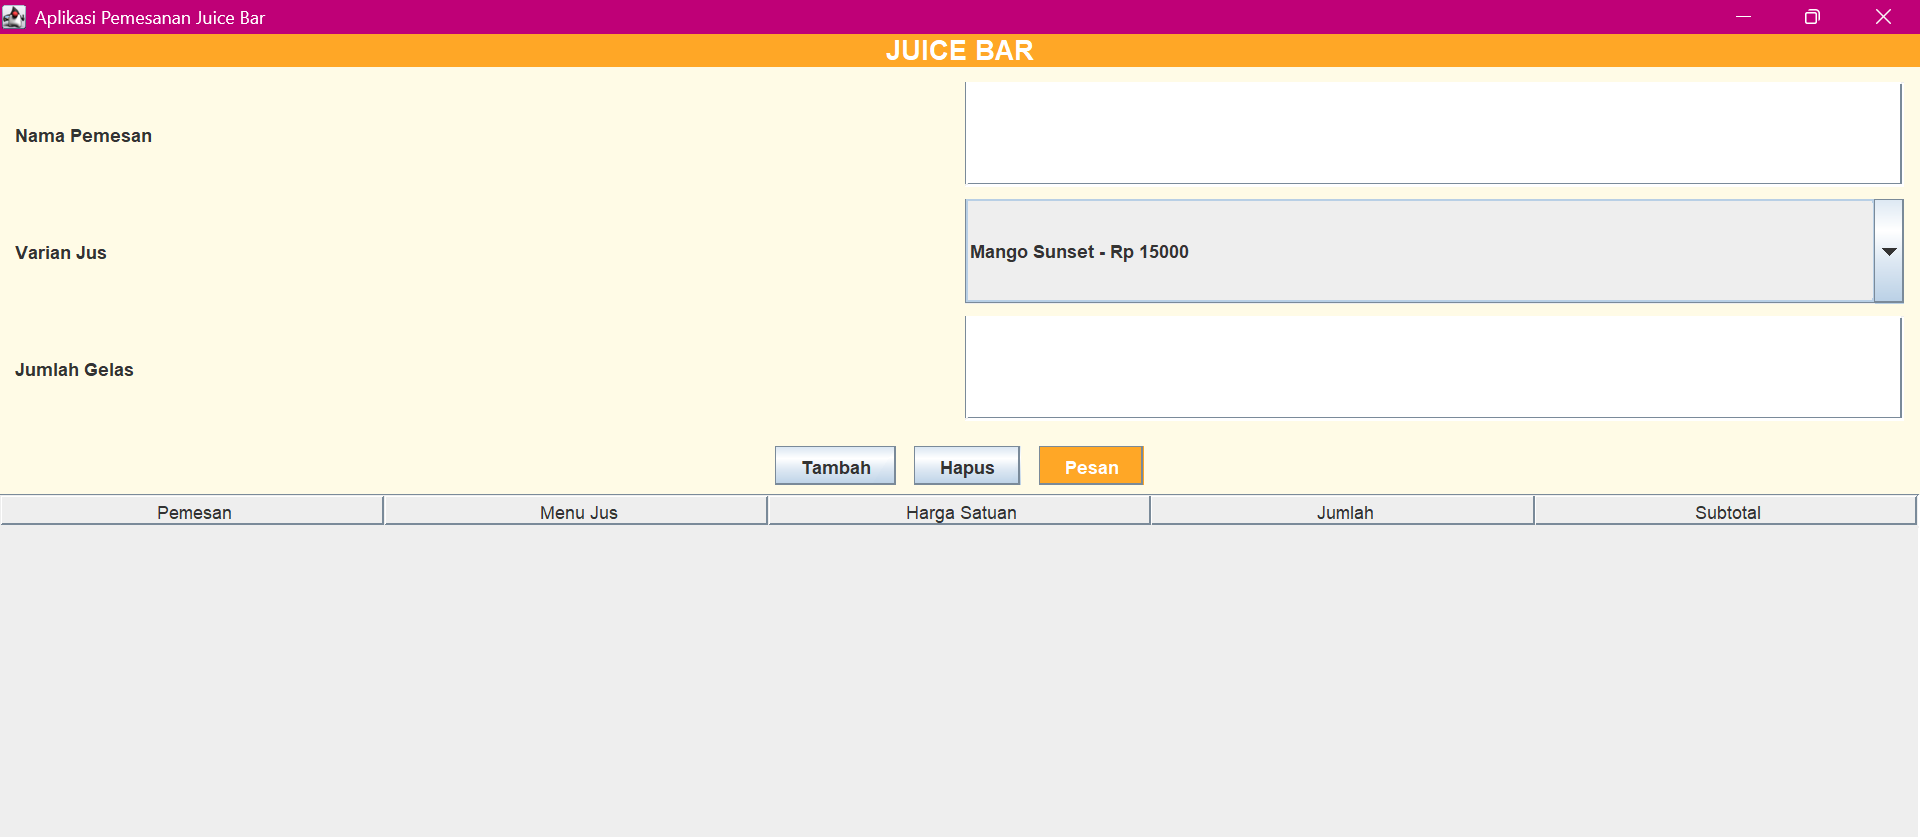 Aplikasi Pemesanan Juice Bar
JUICE BAR
Nama Pemesan
Varian Jus
Mango Sunset - Rp 15000
Jumlah Gelas
Tambah Hapus Pesan
Pemesan Menu Jus Harga Satuan Jumlah Subtotal